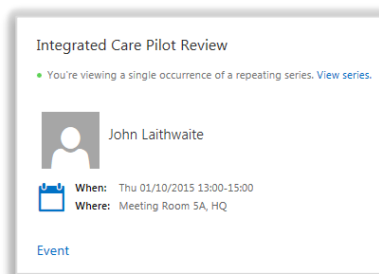 Integrated Care Pilot Review
You're viewing a single occurrence of a repeating series. View series.
John Laithwaite
When: Thu 01/10/2015 13:00-15:00
Where: Meeting Room 5A, HQ
Event